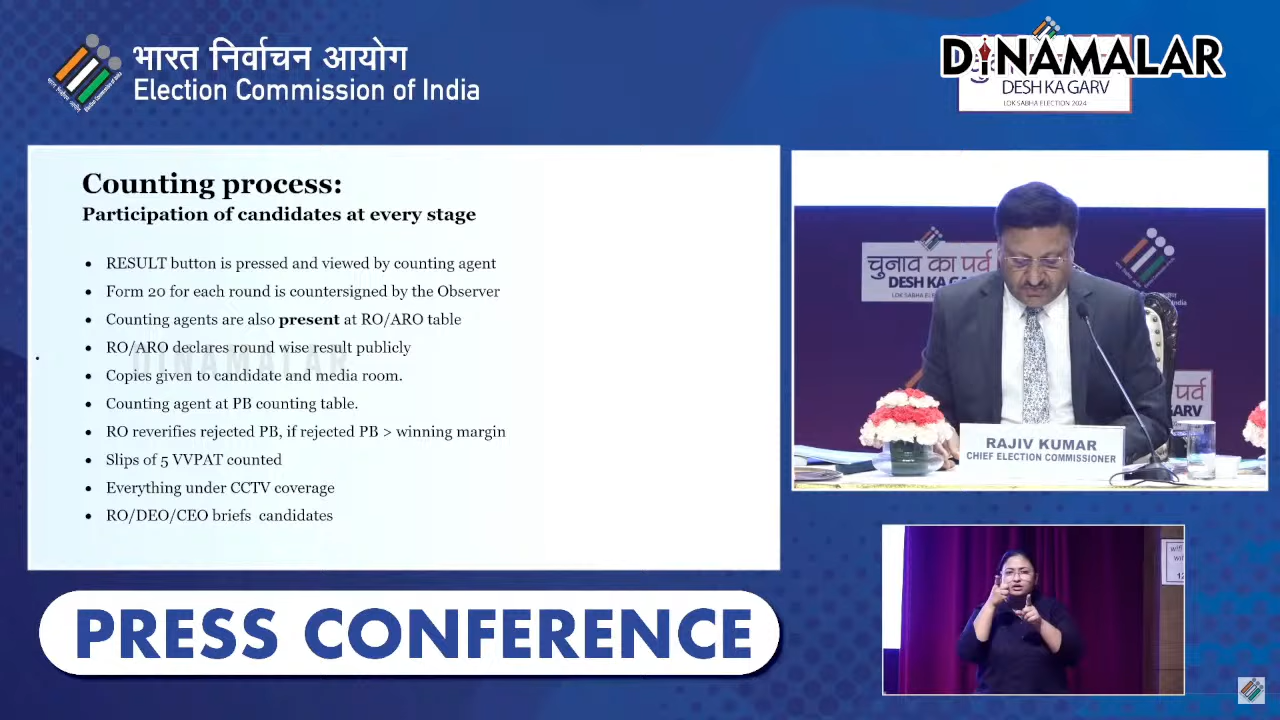 भारत निर्वाचन आयोग
Election Commission of India
DINAMALAR
DESH KA GARV
LOK SABHA ELECTION 2024
Counting process:
Participation of candidates at every stage
• RESULT button is pressed and viewed by counting agent
• Form 20 for each round is countersigned by the Observer
• Counting agents are also present at RO/ARO table
• RO/ARO declares round wise result publicly
• Copies given to candidate and media room.
• Counting agent at PB counting table.
• RO reverifies rejected PB, if rejected PB > winning margin
• Slips of 5 VVPAT counted
• Everything under CCTV coverage
• RO/DEO/CEO briefs candidates
DINAMALAR
चुनाव का पर्व
DESH KA
LOK SABHA
पर्व
GARV
RAJIV KUMAR
CHIEF ELECTION COMMISSIONER
PRESS CONFERENCE
wifi
12